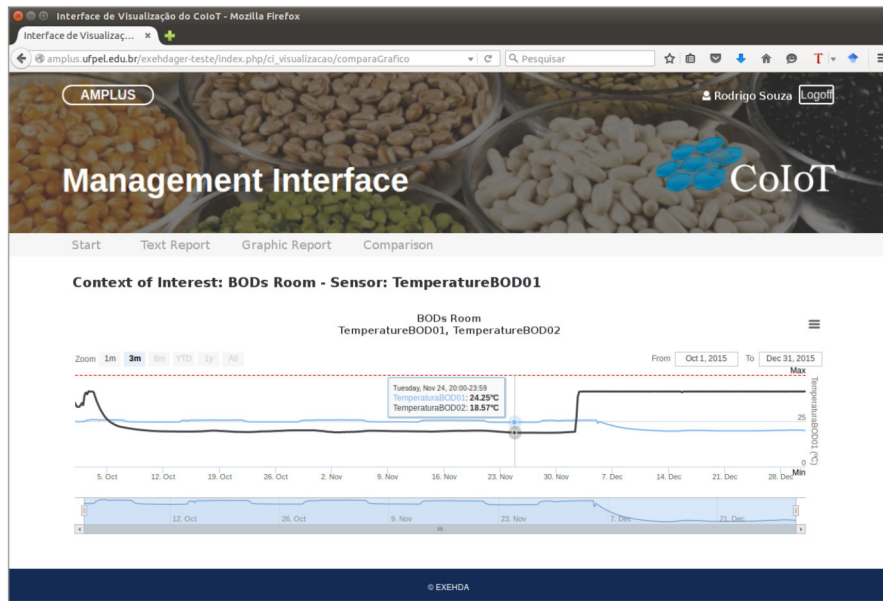 Interface de Visualização do CoIoT - Mozilla Firefox
Interface de Visualizaç...
amplus.ufpel.edu.br/exehdager-teste/index.php/ci_visualizacao/comparaGrafico
Pesquisar
AMPLUS
Rodrigo Souza Logoff
Management Interface
CoIoT
Start Text Report Graphic Report Comparison
Context of Interest: BODs Room - Sensor: TemperatureBOD01
BODs Room
TemperatureBOD01, TemperatureBOD02
Zoom 1m 3m 6m YTD 1y All From Oct 1, 2015 To Dec 31, 2015
Max
Tuesday, Nov 24, 20:00-23:59
TemperaturaBOD01: 24.25ºC
TemperaturaBOD02: 18.57ºC
TemperaturaBOD01 (ºC)
25
0
Min
5. Oct 12. Oct 19. Oct 26. Oct 2. Nov 9. Nov 16. Nov 23. Nov 30. Nov 7. Dec 14. Dec 21. Dec 28. Dec
12. Oct 26. Oct 9. Nov 23. Nov 7. Dec 21. Dec
© EXEHDA